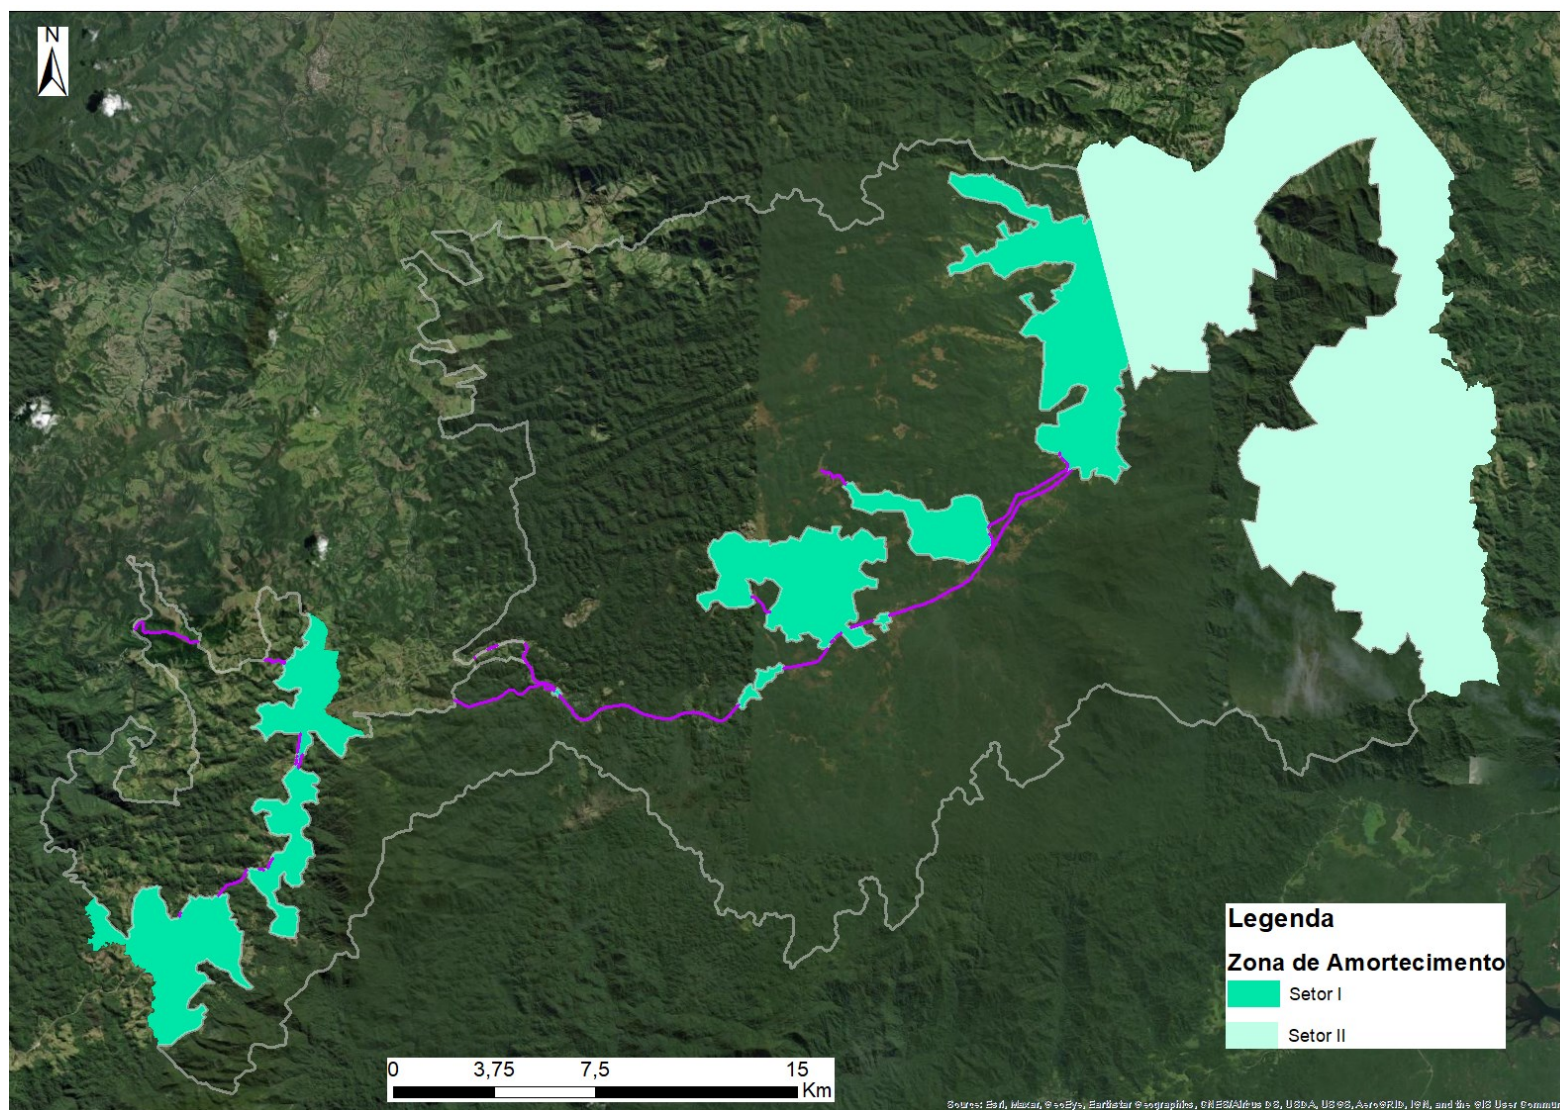 N
Legenda
Zona de Amortecimento
Setor I
Setor II
0 3,75 7,5 15
Km
Source: Esri, Maxar, GeoEye, Earthstar Geographics, CNES/Airbus DS, USDA, USGS, AeroGRID, IGN, and the GIS User Commun